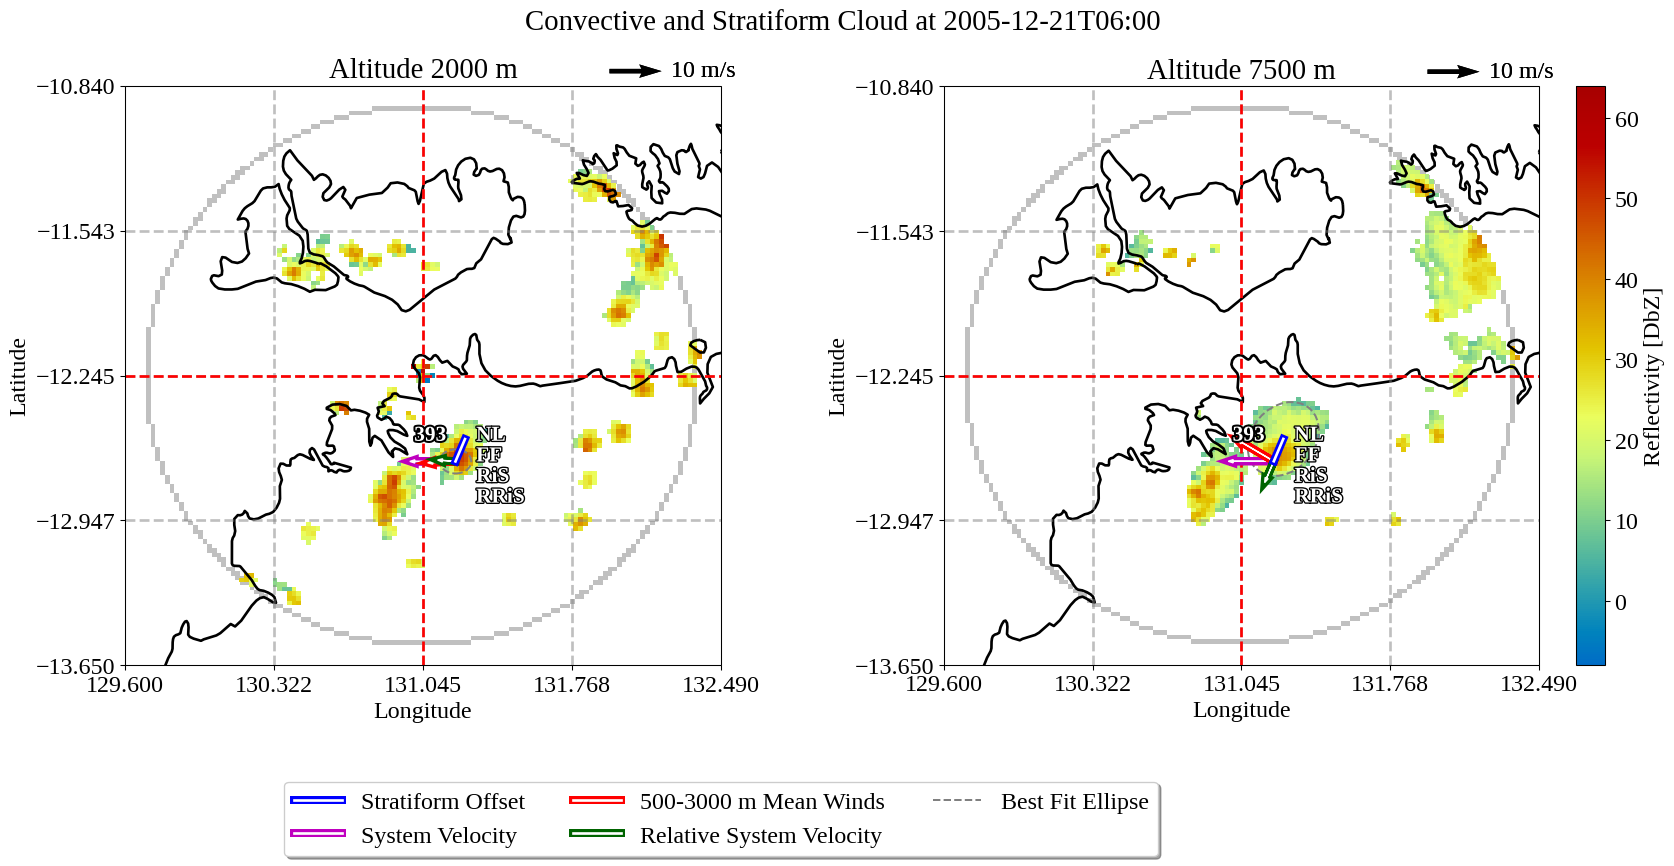 Convective and Stratiform Cloud at 2005-12-21T06:00
Altitude 2000 m
10 m/s
−10.840
−11.543
−12.245
−12.947
−13.650
Latitude
129.600
130.322
131.045
131.768
132.490
Longitude
393
NL
FF
RiS
RRiS
Altitude 7500 m
10 m/s
−10.840
−11.543
−12.245
−12.947
−13.650
Latitude
129.600
130.322
131.045
131.768
132.490
Longitude
393
NL
FF
RiS
RRiS
60
50
40
30
20
10
0
Reflectivity [DbZ]
Stratiform Offset
System Velocity
500-3000 m Mean Winds
Relative System Velocity
Best Fit Ellipse